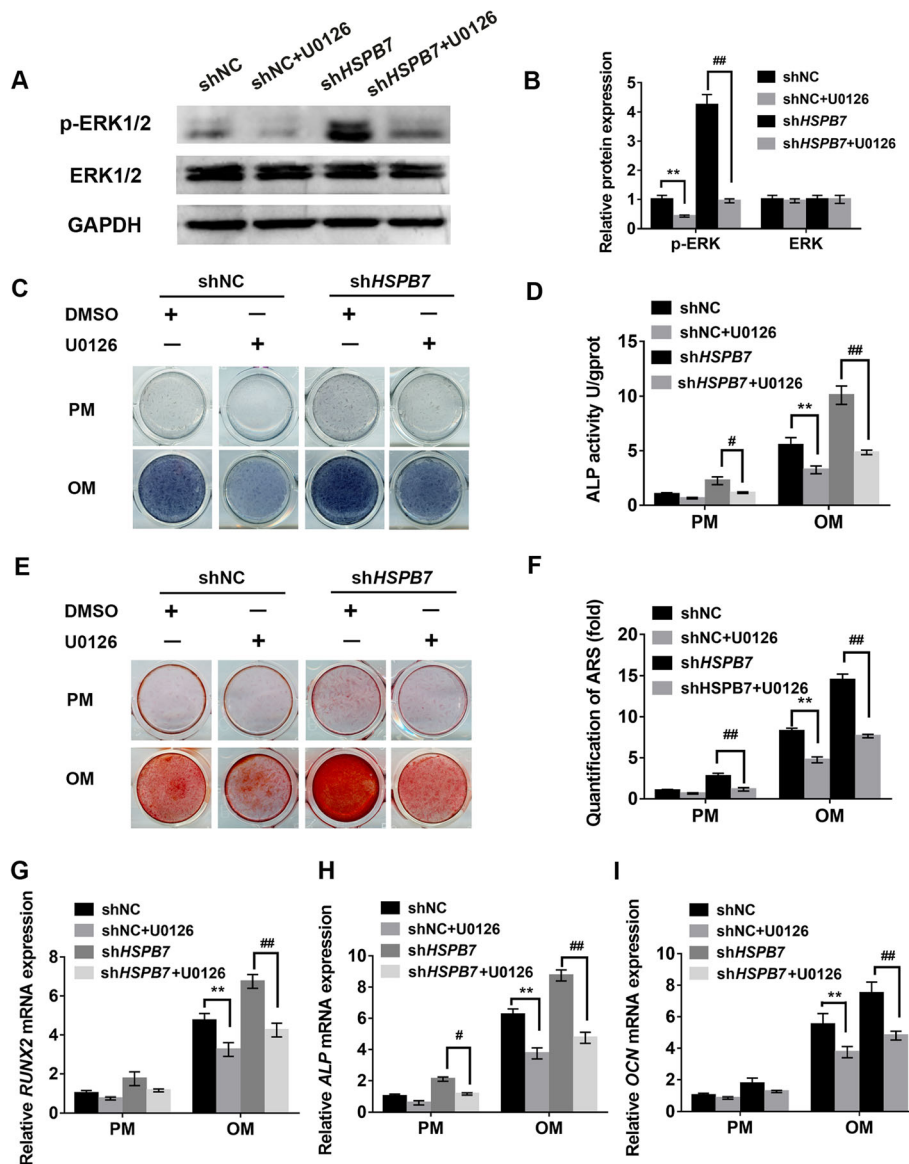 A
shNC
shNC+U0126
shHSPB7
shHSPB7+U0126
p-ERK1/2
ERK1/2
GAPDH
B
Relative protein expression
5
4
3
2
1
0
**
##
p-ERK
ERK
shNC
shNC+U0126
shHSPB7
shHSPB7+U0126
C
shNC
shHSPB7
DMSO
+
—
+
—
U0126
—
+
—
+
PM
OM
D
ALP activity U/gprot
15
10
5
0
shNC
shNC+U0126
shHSPB7
shHSPB7+U0126
#
**
##
PM
OM
E
shNC
shHSPB7
DMSO
+
—
+
—
U0126
—
+
—
+
PM
OM
F
Quantification of ARS (fold)
20
15
10
5
0
shNC
shNC+U0126
shHSPB7
shHSPB7+U0126
##
**
##
PM
OM
G
Relative RUNX2 mRNA expression
8
6
4
2
0
shNC
shNC+U0126
shHSPB7
shHSPB7+U0126
**
##
PM
OM
H
Relative ALP mRNA expression
10
8
6
4
2
0
shNC
shNC+U0126
shHSPB7
shHSPB7+U0126
#
**
##
PM
OM
I
Relative OCN mRNA expression
10
8
6
4
2
0
shNC
shNC+U0126
shHSPB7
shHSPB7+U0126
**
##
PM
OM